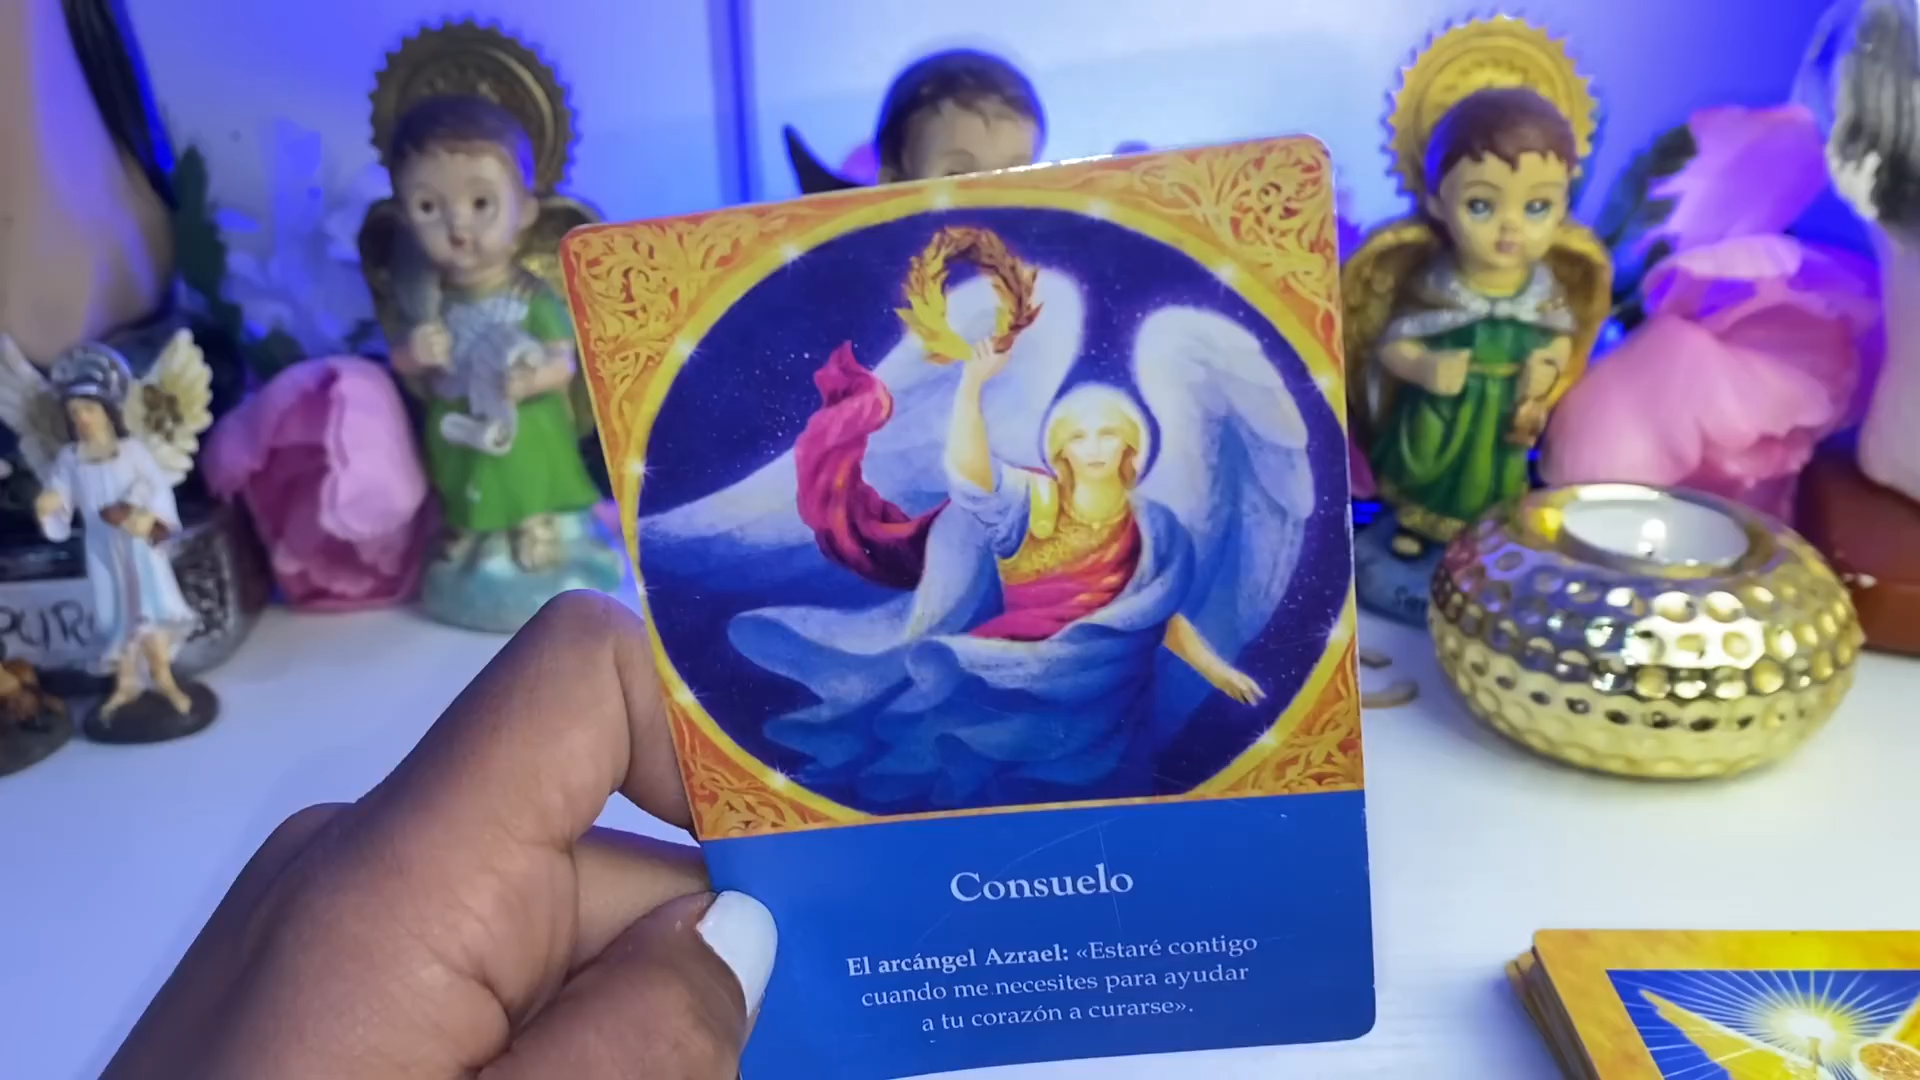 Consuelo
El arcángel Azrael: «Estaré contigo
cuando me necesites para ayudar
a tu corazón a curarse».